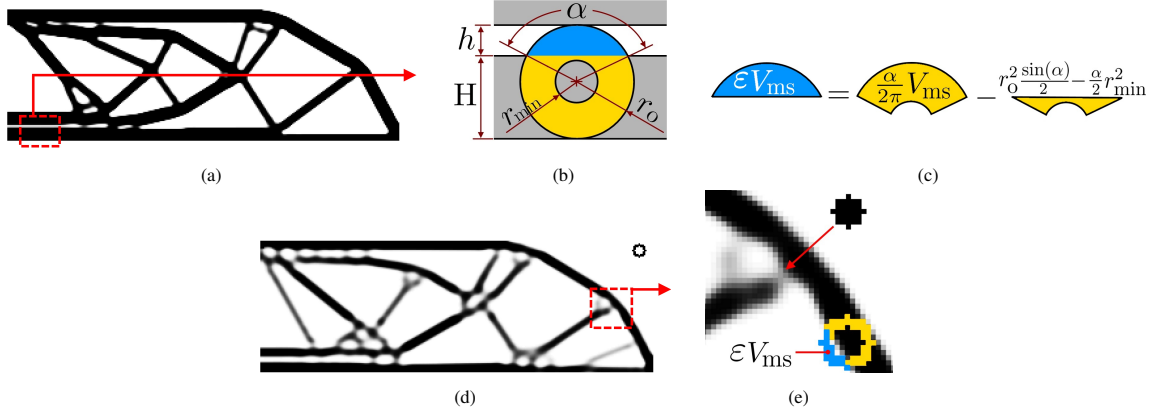 (a)
α
h
H
r_min
r_o
(b)
εV_ms = α/2π V_ms − r_o^2 sin(α)/2 − α/2 r_min^2
(c)
(d)
εV_ms
(e)